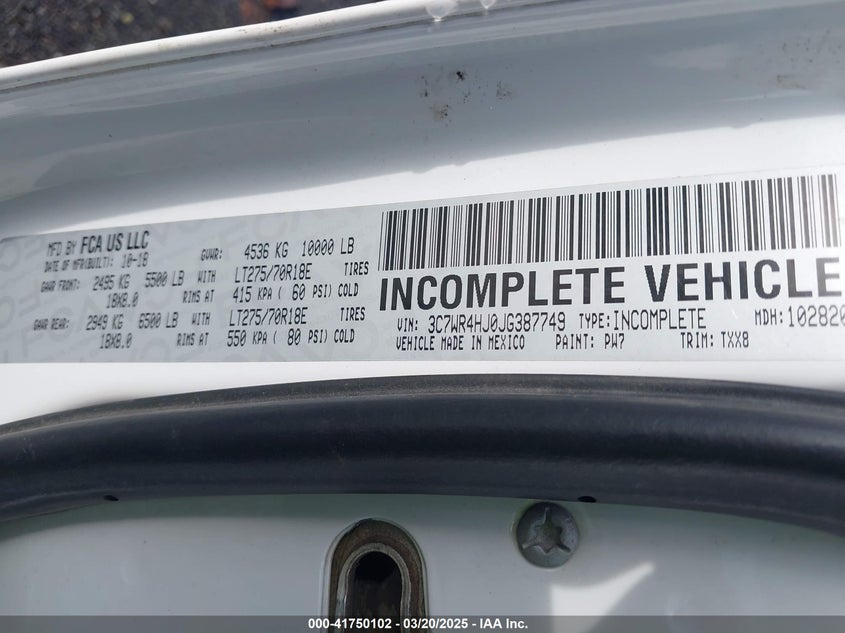 MFD BY FCA US LLC GVWR: 4536 KG 10000 LB
DATE OF MFR(BUILT): 10-18
GAWR FRONT: 2495 KG 5500 LB WITH LT275/70R18E TIRES
18X8.0 RIMS AT 415 KPA ( 60 PSI) COLD
GAWR REAR: 2949 KG 6500 LB WITH LT275/70R18E TIRES
18X8.0 RIMS AT 550 KPA ( 80 PSI) COLD
INCOMPLETE VEHICLE
VIN: 3C7WR4HJ0JG387749 TYPE:INCOMPLETE MDH:102820
VEHICLE MADE IN MEXICO PAINT: PW7 TRIM: TXX8
000-41750102 - 03/20/2025 - IAA Inc.